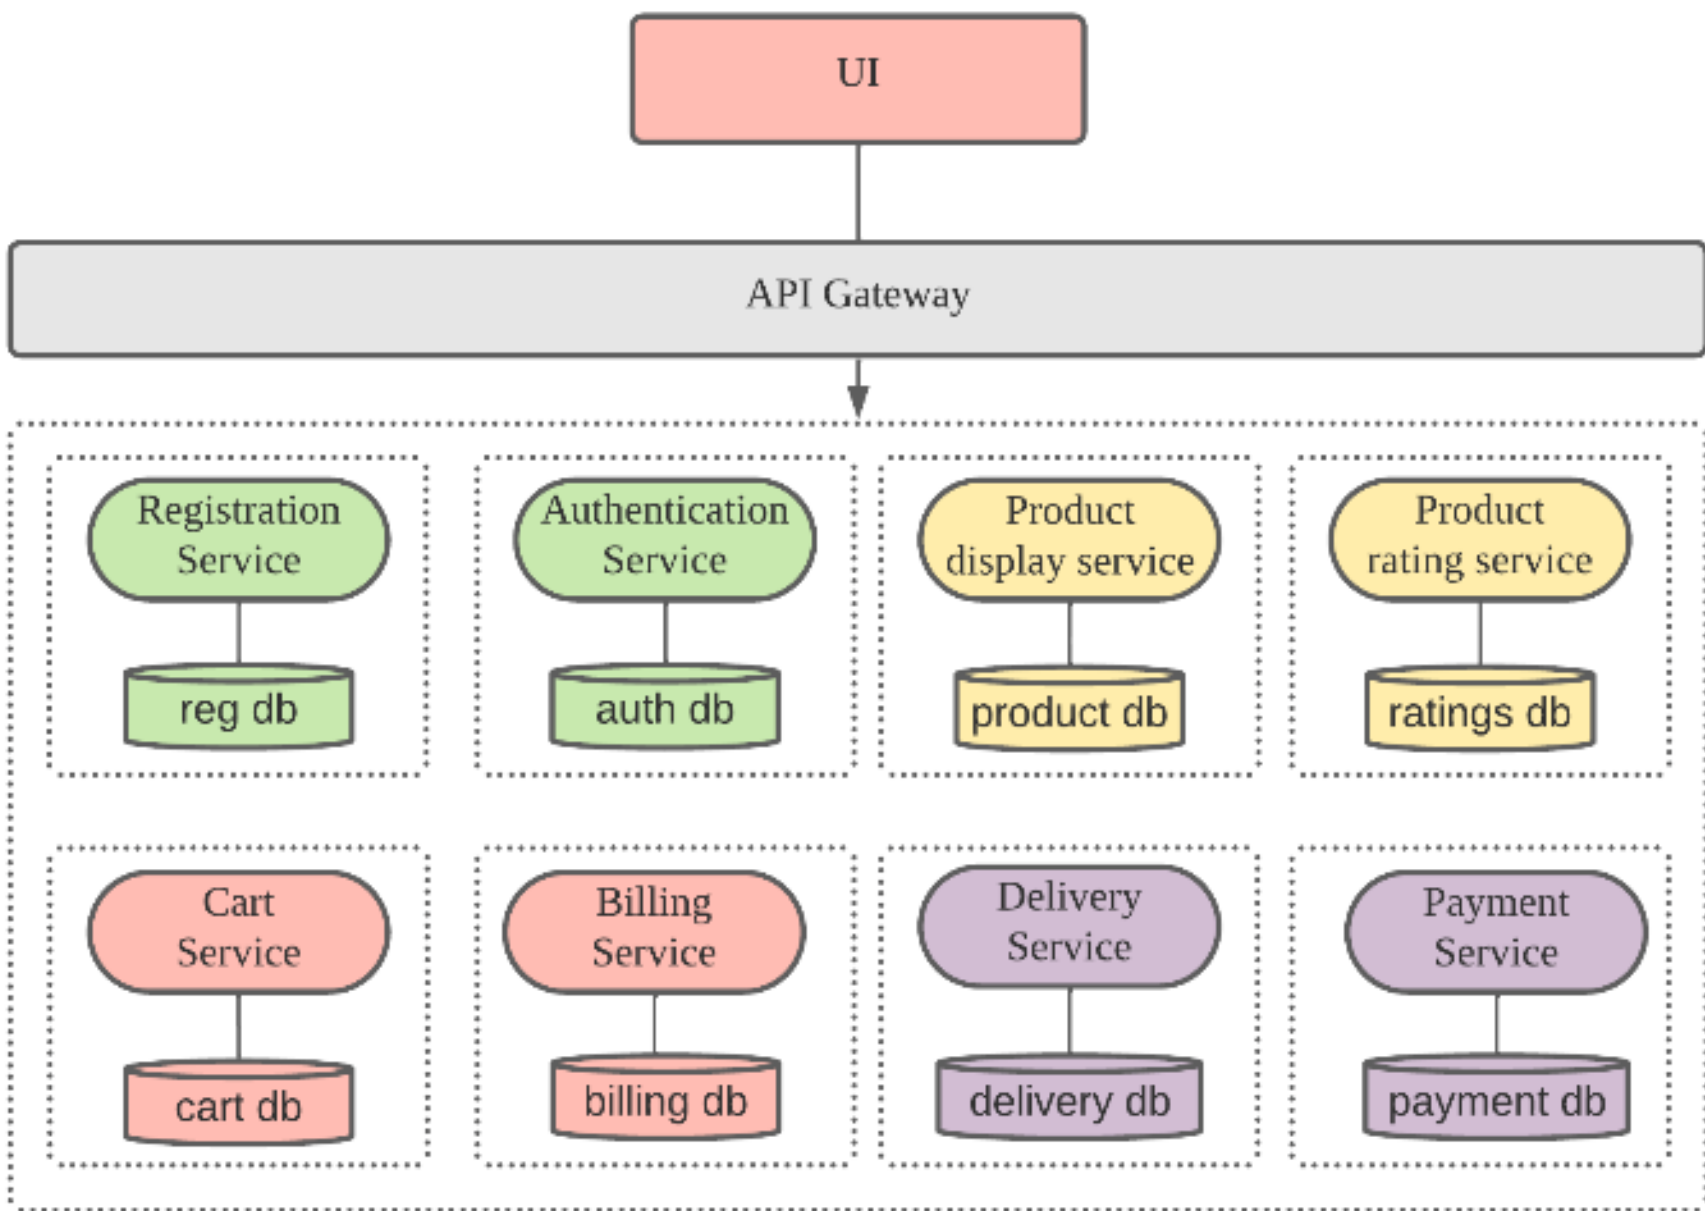 UI
API Gateway
Registration
Service
reg db
Authentication
Service
auth db
Product
display service
product db
Product
rating service
ratings db
Cart
Service
cart db
Billing
Service
billing db
Delivery
Service
delivery db
Payment
Service
payment db